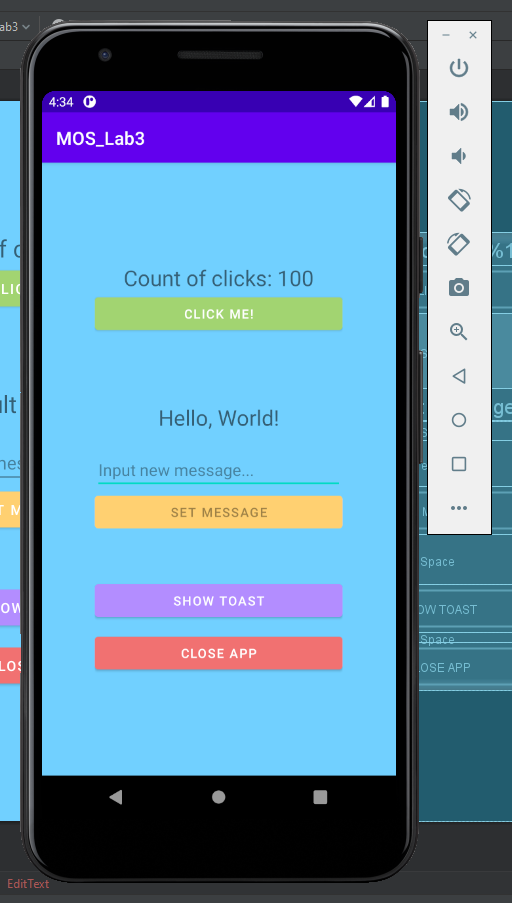 ab3
4:34
MOS_Lab3
Count of clicks: 100
CLICK ME!
Hello, World!
Input new message...
SET MESSAGE
SHOW TOAST
CLOSE APP
Space
OW TOAST
Space
LOSE APP
EditText